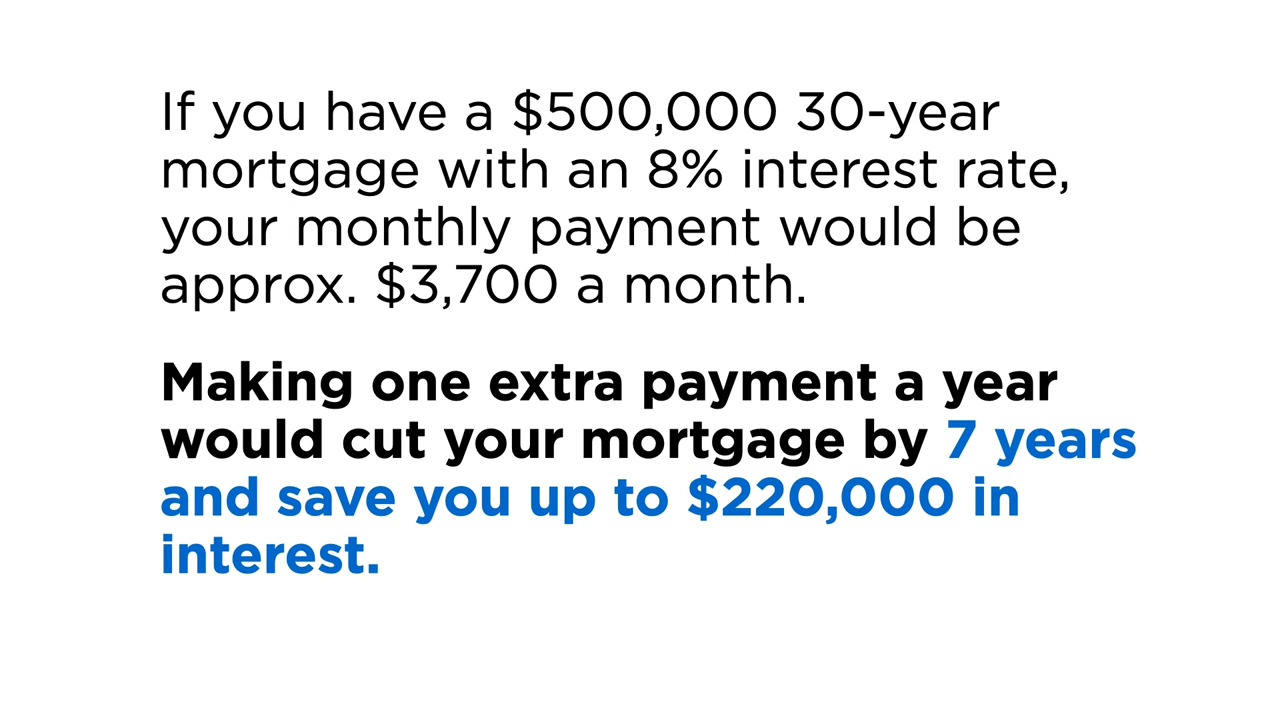 If you have a $500,000 30-year
mortgage with an 8% interest rate,
your monthly payment would be
approx. $3,700 a month.
Making one extra payment a year
would cut your mortgage by 7 years
and save you up to $220,000 in
interest.